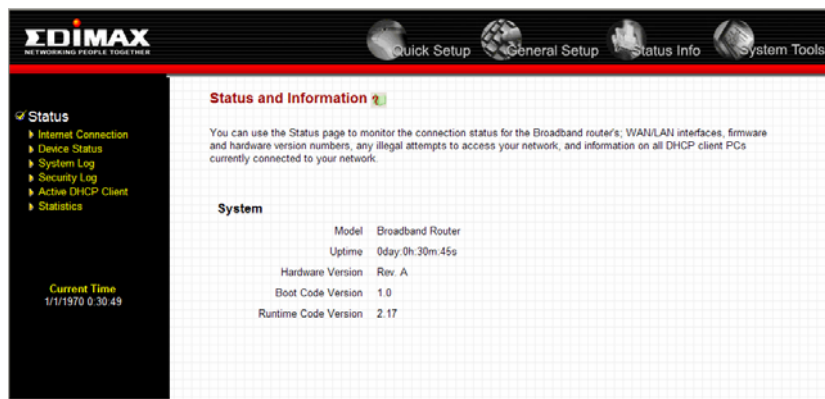 EDIMAX
NETWORKING PEOPLE TOGETHER
Quick Setup
General Setup
Status Info
System Tools
Status
Internet Connection
Device Status
System Log
Security Log
Active DHCP Client
Statistics
Current Time
1/1/1970 0:30:49
Status and Information
You can use the Status page to monitor the connection status for the Broadband router's; WAN/LAN interfaces, firmware
and hardware version numbers, any illegal attempts to access your network, and information on all DHCP client PCs
currently connected to your network.
System
Model Broadband Router
Uptime 0day:0h:30m:45s
Hardware Version Rev. A
Boot Code Version 1.0
Runtime Code Version 2.17